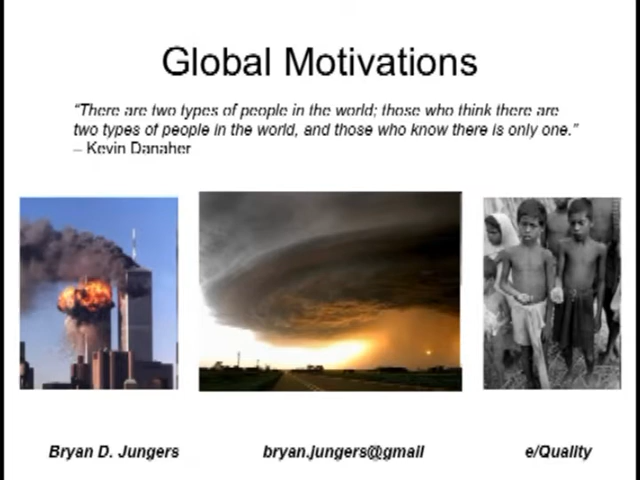 Global Motivations
"There are two types of people in the world; those who think there are
two types of people in the world, and those who know there is only one."
– Kevin Danaher
Bryan D. Jungers bryan.jungers@gmail e/Quality